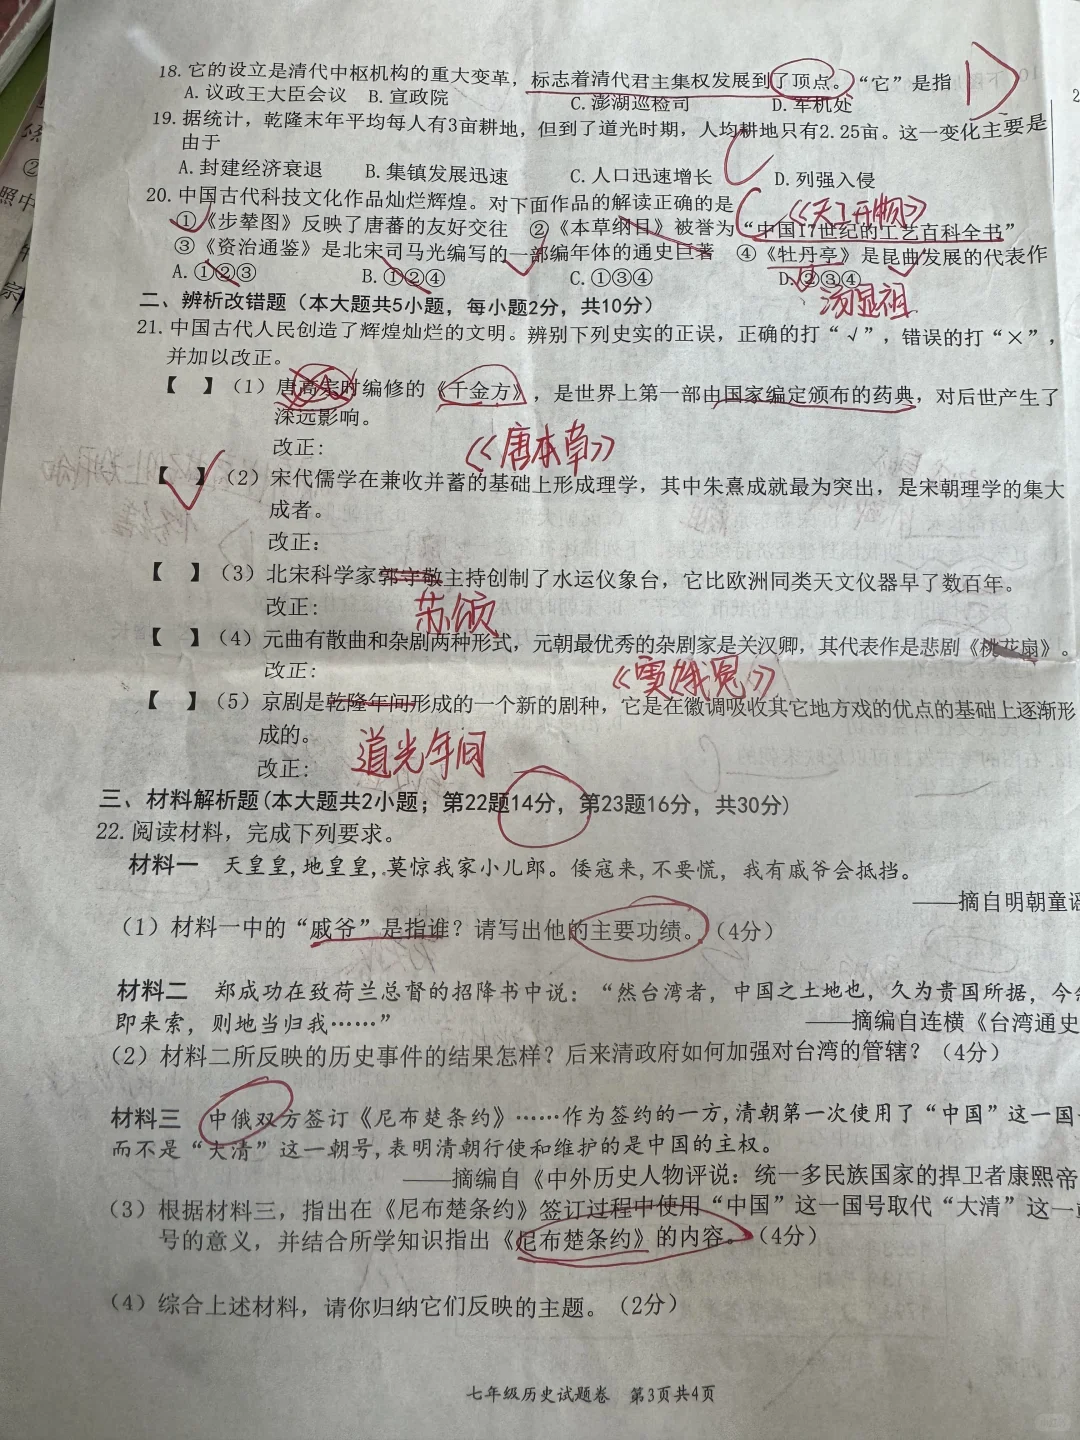 18. 它的设立是清代中枢机构的重大变革，标志着清代君主集权发展到了顶点。“它”是指 D
A. 议政王大臣会议 B. 宣政院 C. 澎湖巡检司 D. 军机处
19. 据统计，乾隆末年平均每人有3亩耕地，但到了道光时期，人均耕地只有2.25亩。这一变化主要是
由于
A. 封建经济衰退 B. 集镇发展迅速 C. 人口迅速增长 D. 列强入侵
C
20. 中国古代科技文化作品灿烂辉煌。对下面作品的解读正确的是 C 《天工开物》
①《步辇图》反映了唐蕃的友好交往 ②《本草纲目》被誉为“中国17世纪的工艺百科全书”
③《资治通鉴》是北宋司马光编写的一部编年体的通史巨著 ④《牡丹亭》是昆曲发展的代表作
A. ①②③ B. ①②④ C. ①③④ D. ②③④
汤显祖
二、辨析改错题（本大题共5小题，每小题2分，共10分）
21. 中国古代人民创造了辉煌灿烂的文明。辨别下列史实的正误，正确的打“√”，错误的打“×”，
并加以改正。
【 】（1）唐高宗时编修的《千金方》，是世界上第一部由国家编定颁布的药典，对后世产生了
深远影响。
改正： 《唐本草》
【√】（2）宋代儒学在兼收并蓄的基础上形成理学，其中朱熹成就最为突出，是宋朝理学的集大
成者。
改正：
【 】（3）北宋科学家郭守敬主持创制了水运仪象台，它比欧洲同类天文仪器早了数百年。
改正： 苏颂
【 】（4）元曲有散曲和杂剧两种形式，元朝最优秀的杂剧家是关汉卿，其代表作是悲剧《桃花扇》。
改正： 《窦娥冤》
【 】（5）京剧是乾隆年间形成的一个新的剧种，它是在徽调吸收其它地方戏的优点的基础上逐渐形
成的。
改正： 道光年间
三、材料解析题（本大题共2小题；第22题14分，第23题16分，共30分）
22. 阅读材料，完成下列要求。
材料一 天皇皇，地皇皇，莫惊我家小儿郎。倭寇来，不要慌，我有戚爷会抵挡。
——摘自明朝童谣
（1）材料一中的“戚爷”是指谁？请写出他的主要功绩。（4分）
材料二 郑成功在致荷兰总督的招降书中说：“然台湾者，中国之土地也，久为贵国所据，今
即来索，则地当归我……”
——摘编自连横《台湾通史
（2）材料二所反映的历史事件的结果怎样？后来清政府如何加强对台湾的管辖？（4分）
材料三 中俄双方签订《尼布楚条约》……作为签约的一方，清朝第一次使用了“中国”这一国
而不是“大清”这一朝号，表明清朝行使和维护的是中国的主权。
——摘编自《中外历史人物评说：统一多民族国家的捍卫者康熙帝
（3）根据材料三，指出在《尼布楚条约》签订过程中使用“中国”这一国号取代“大清”这一
号的意义，并结合所学知识指出《尼布楚条约》的内容。（4分）
（4）综合上述材料，请你归纳它们反映的主题。（2分）
七年级历史试题卷 第3页共4页